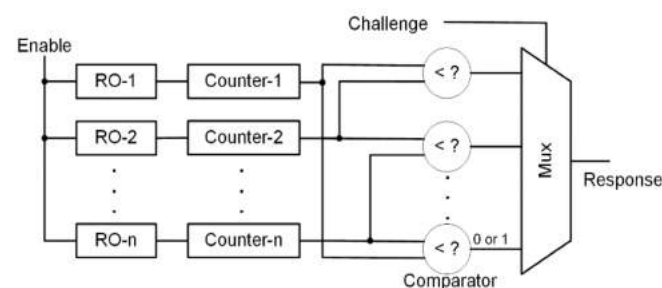 Challenge
Enable
RO-1
Counter-1
< ?
RO-2
Counter-2
< ?
Mux
Response
RO-n
Counter-n
< ?
0 or 1
Comparator